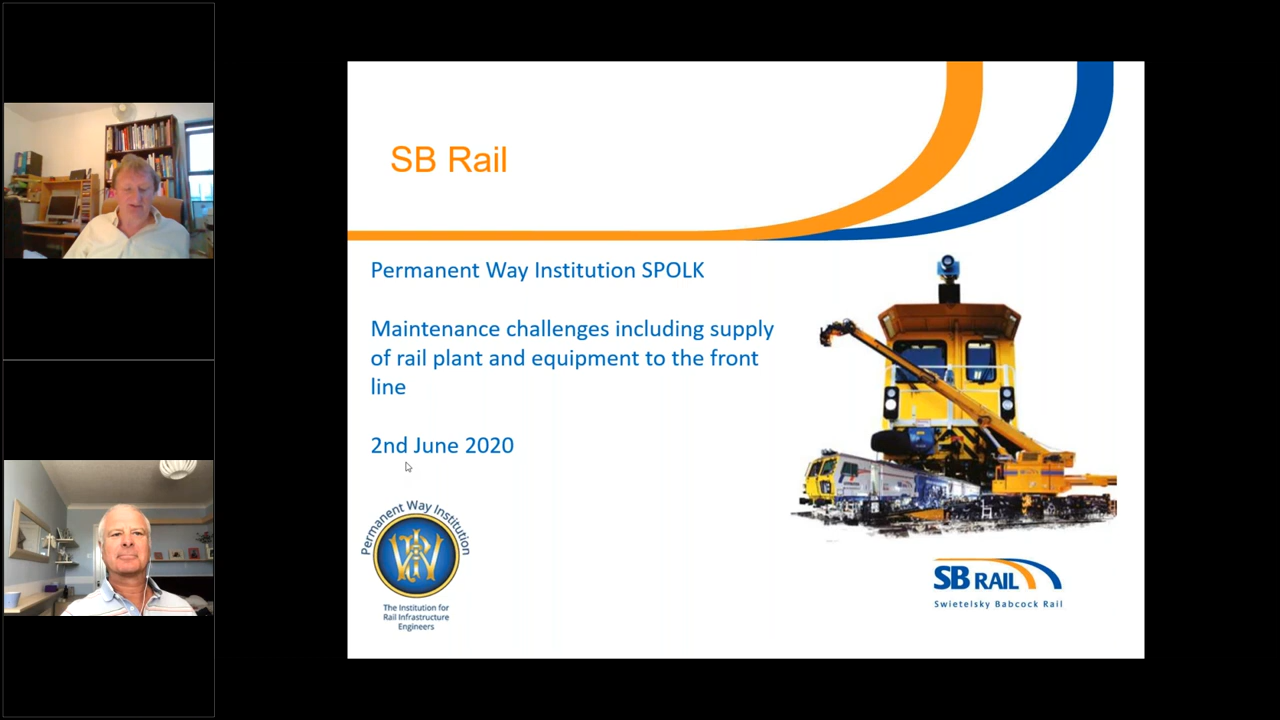 SB Rail
Permanent Way Institution SPOLK
Maintenance challenges including supply
of rail plant and equipment to the front
line
2nd June 2020
Permanent Way Institution
PWI
The Institution for
Rail Infrastructure
Engineers
SB RAIL
Swietelsky Babcock Rail